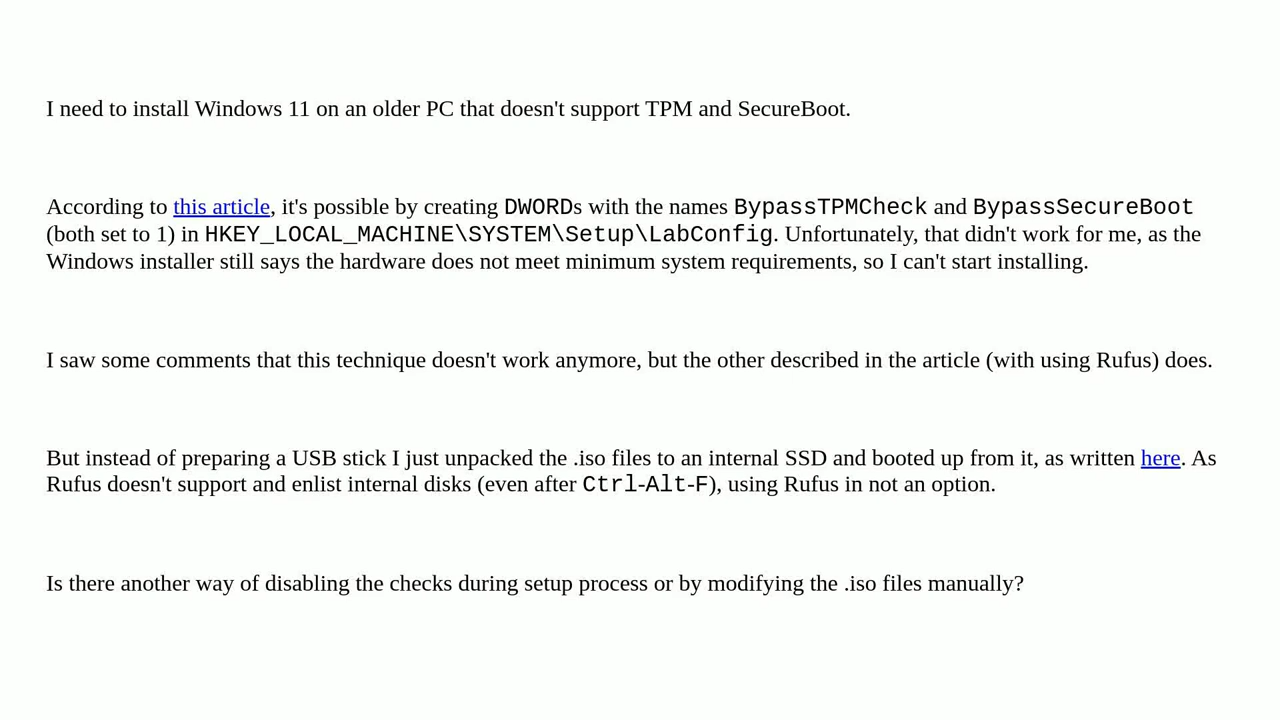 I need to install Windows 11 on an older PC that doesn't support TPM and SecureBoot.
According to this article, it's possible by creating DWORDs with the names BypassTPMCheck and BypassSecureBoot
(both set to 1) in HKEY_LOCAL_MACHINE\SYSTEM\Setup\LabConfig. Unfortunately, that didn't work for me, as the
Windows installer still says the hardware does not meet minimum system requirements, so I can't start installing.
I saw some comments that this technique doesn't work anymore, but the other described in the article (with using Rufus) does.
But instead of preparing a USB stick I just unpacked the .iso files to an internal SSD and booted up from it, as written here. As
Rufus doesn't support and enlist internal disks (even after Ctrl-Alt-F), using Rufus in not an option.
Is there another way of disabling the checks during setup process or by modifying the .iso files manually?